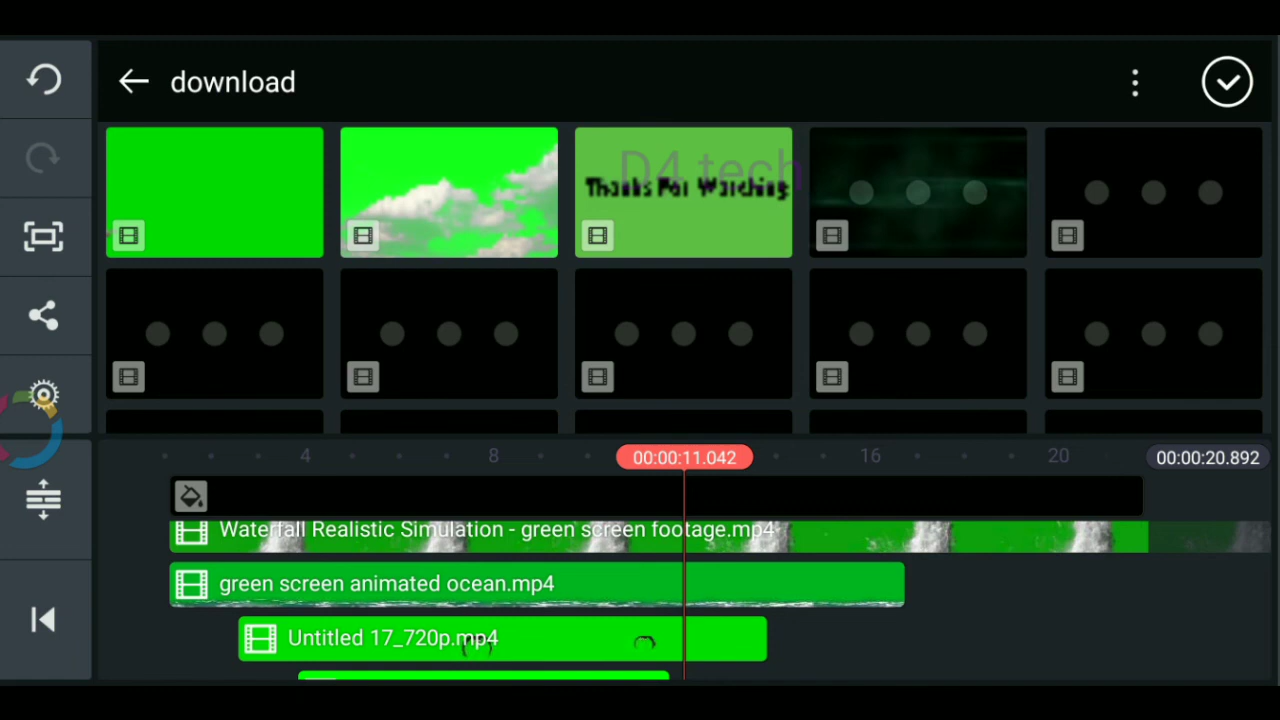 download
D4 tech
Thanks For Watching
4
8
00:00:11.042
16
20
00:00:20.892
Waterfall Realistic Simulation - green screen footage.mp4
green screen animated ocean.mp4
Untitled 17_720p.mp4